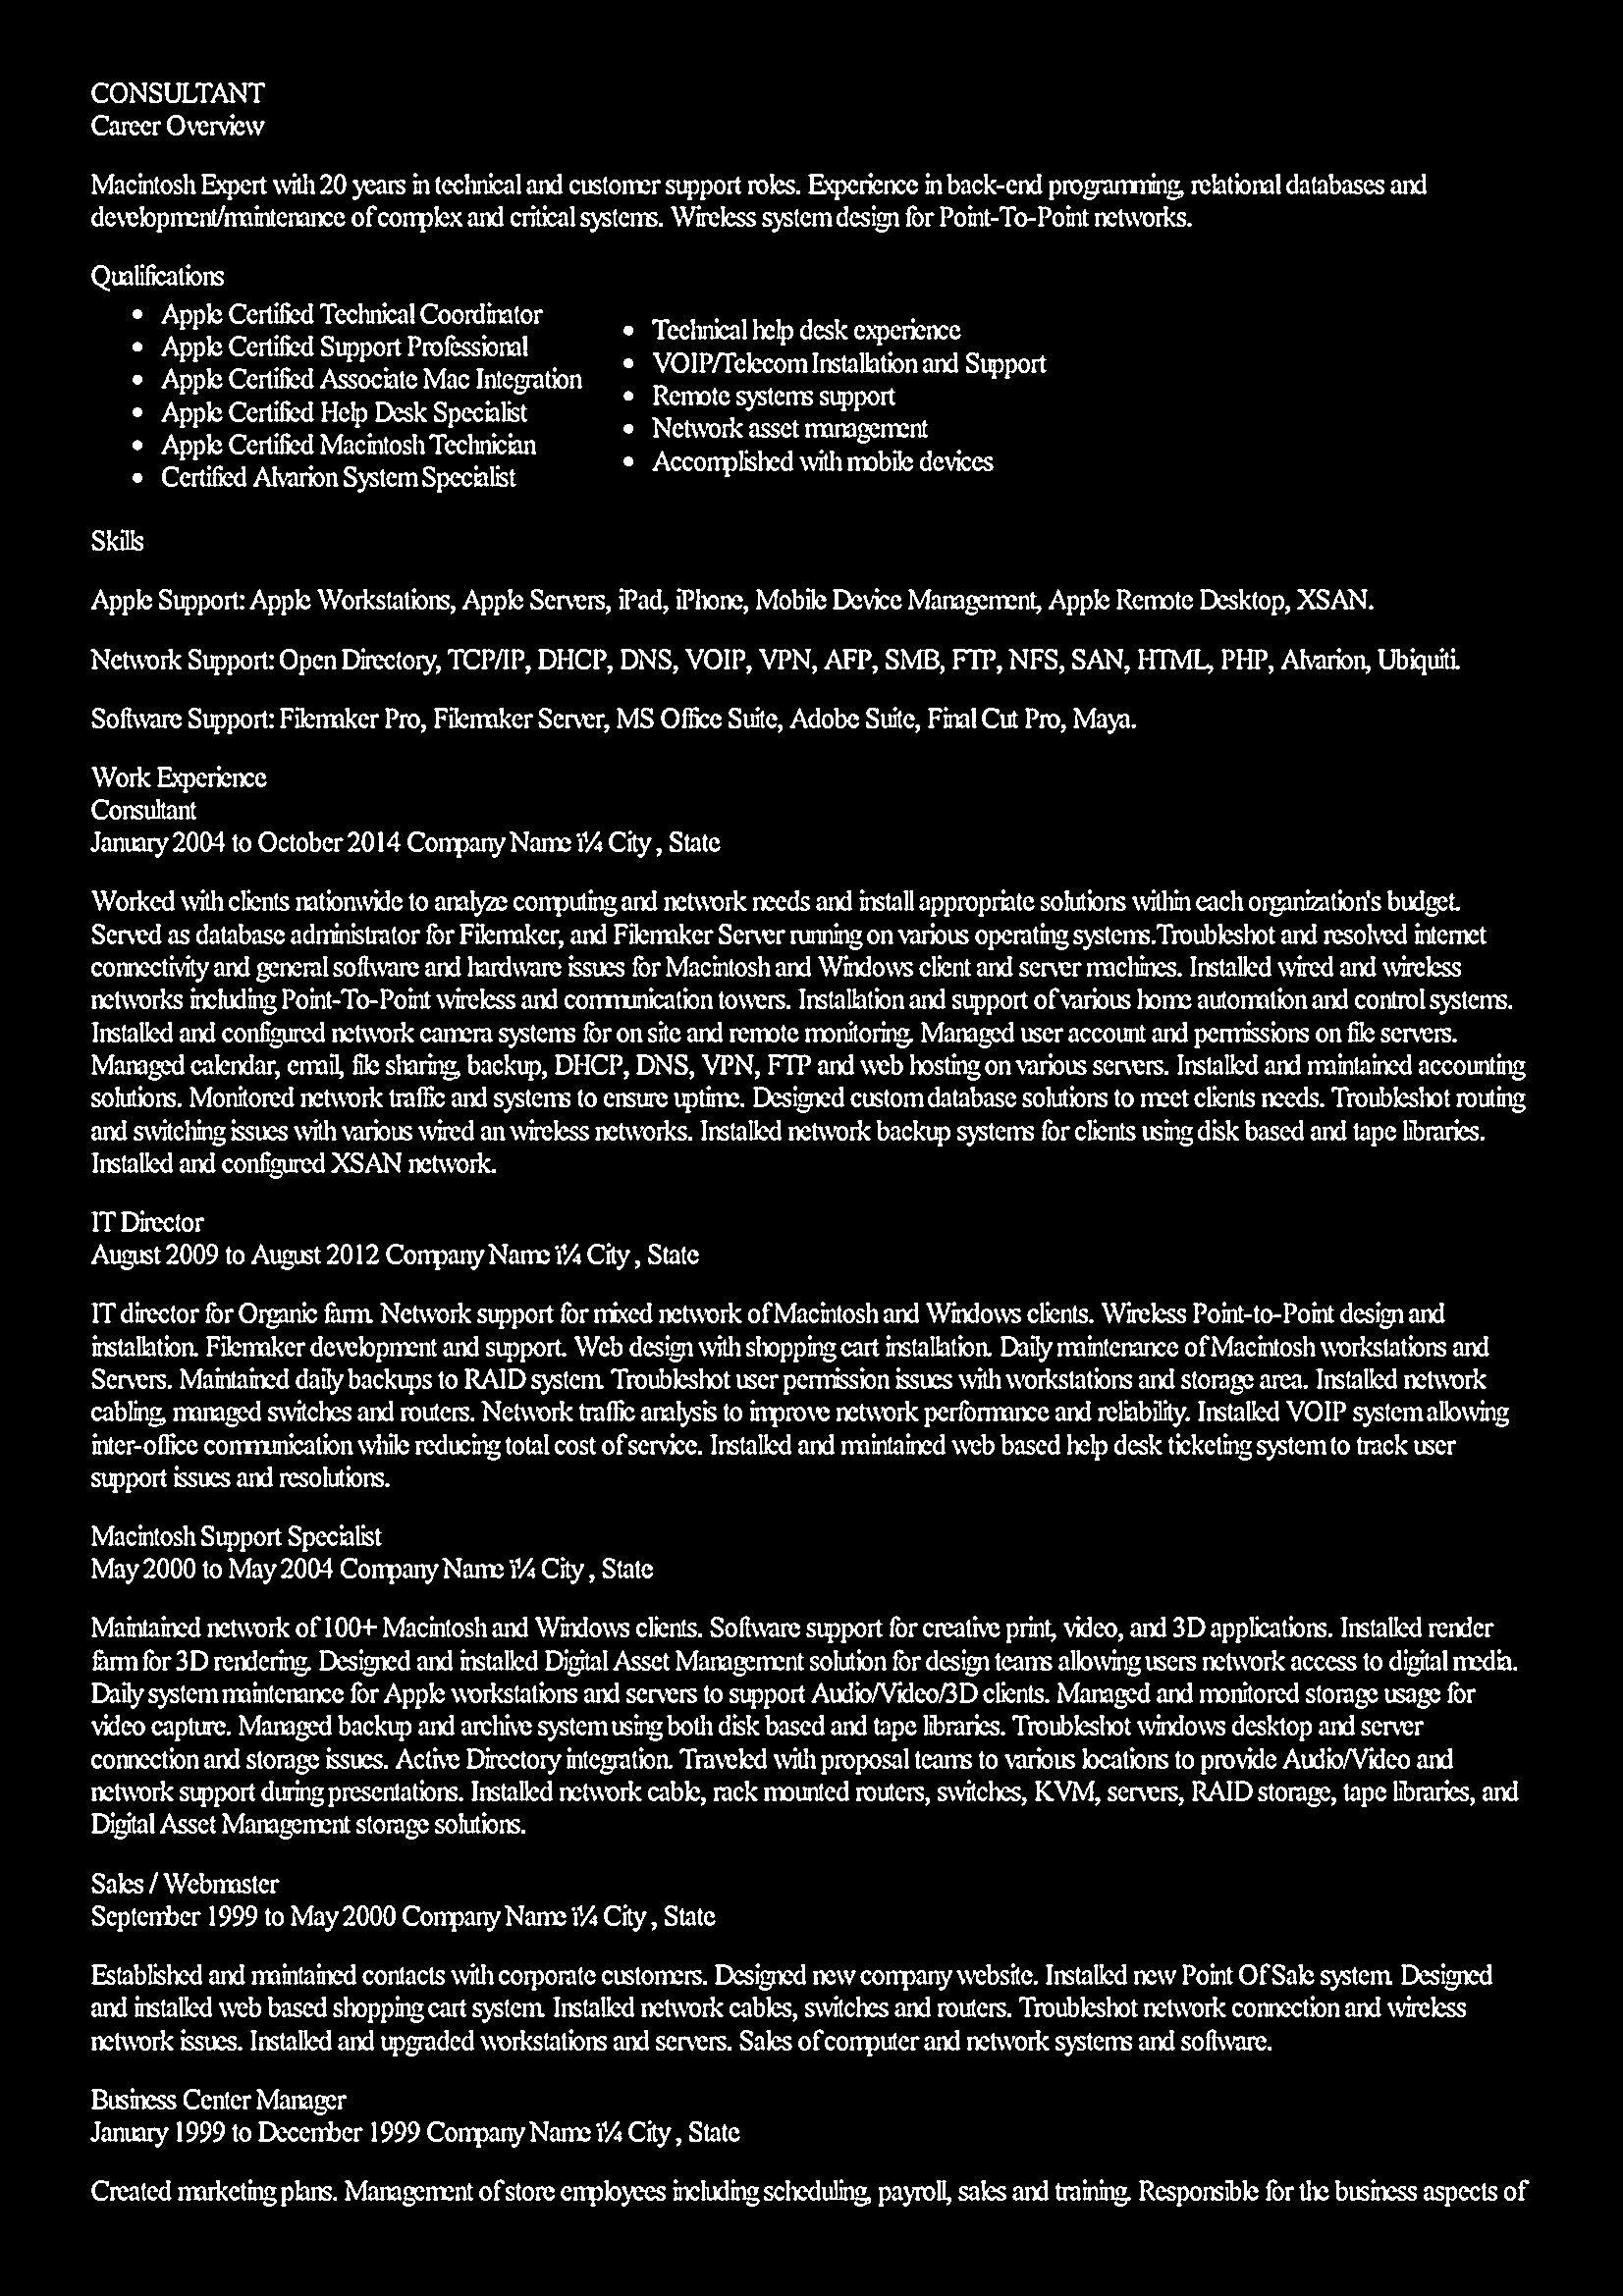 CONSULTANT
Career Overview
Macintosh Expert with 20 years in technical and customer support roles. Experience in back-end programming, relational databases and
development/maintenance of complex and critical systems. Wireless system design for Point-To-Point networks.
Qualifications
• Apple Certified Technical Coordinator
• Apple Certified Support Professional
• Apple Certified Associate Mac Integration
• Apple Certified Help Desk Specialist
• Apple Certified Macintosh Technician
• Certified Alvarion System Specialist
• Technical help desk experience
• VOIP/Telecom Installation and Support
• Remote systems support
• Network asset management
• Accomplished with mobile devices
Skills
Apple Support: Apple Workstations, Apple Servers, iPad, iPhone, Mobile Device Management, Apple Remote Desktop, XSAN.
Network Support: Open Directory, TCP/IP, DHCP, DNS, VOIP, VPN, AFP, SMB, FTP, NFS, SAN, HTML, PHP, Alvarion, Ubiquiti.
Software Support: Filemaker Pro, Filemaker Server, MS Office Suite, Adobe Suite, Final Cut Pro, Maya.
Work Experience
Consultant
January 2004 to October 2014 Company Name ï¼ City , State
Worked with clients nationwide to analyze computing and network needs and install appropriate solutions within each organization's budget.
Served as database administrator for Filemaker, and Filemaker Server running on various operating systems.Troubleshot and resolved internet
connectivity and general software and hardware issues for Macintosh and Windows client and server machines. Installed wired and wireless
networks including Point-To-Point wireless and communication towers. Installation and support of various home automation and control systems.
Installed and configured network camera systems for on site and remote monitoring. Managed user account and permissions on file servers.
Managed calendar, email, file sharing, backup, DHCP, DNS, VPN, FTP and web hosting on various servers. Installed and maintained accounting
solutions. Monitored network traffic and systems to ensure uptime. Designed custom database solutions to meet clients needs. Troubleshot routing
and switching issues with various wired an wireless networks. Installed network backup systems for clients using disk based and tape libraries.
Installed and configured XSAN network.
IT Director
August 2009 to August 2012 Company Name ï¼ City , State
IT director for Organic farm. Network support for mixed network of Macintosh and Windows clients. Wireless Point-to-Point design and
installation. Filemaker development and support. Web design with shopping cart installation. Daily maintenance of Macintosh workstations and
Servers. Maintained daily backups to RAID system. Troubleshot user permission issues with workstations and storage area. Installed network
cabling, managed switches and routers. Network traffic analysis to improve network performance and reliability. Installed VOIP system allowing
inter-office communication while reducing total cost of service. Installed and maintained web based help desk ticketing system to track user
support issues and resolutions.
Macintosh Support Specialist
May 2000 to May 2004 Company Name ï¼ City , State
Maintained network of 100+ Macintosh and Windows clients. Software support for creative print, video, and 3D applications. Installed render
farm for 3D rendering. Designed and installed Digital Asset Management solution for design teams allowing users network access to digital media.
Daily system maintenance for Apple workstations and servers to support Audio/Video/3D clients. Managed and monitored storage usage for
video capture. Managed backup and archive system using both disk based and tape libraries. Troubleshot windows desktop and server
connection and storage issues. Active Directory integration. Traveled with proposal teams to various locations to provide Audio/Video and
network support during presentations. Installed network cable, rack mounted routers, switches, KVM, servers, RAID storage, tape libraries, and
Digital Asset Management storage solutions.
Sales / Webmaster
September 1999 to May 2000 Company Name ï¼ City , State
Established and maintained contacts with corporate customers. Designed new company website. Installed new Point Of Sale system. Designed
and installed web based shopping cart system. Installed network cables, switches and routers. Troubleshot network connection and wireless
network issues. Installed and upgraded workstations and servers. Sales of computer and network systems and software.
Business Center Manager
January 1999 to December 1999 Company Name ï¼ City , State
Created marketing plans. Management of store employees including scheduling, payroll, sales and training. Responsible for the business aspects of